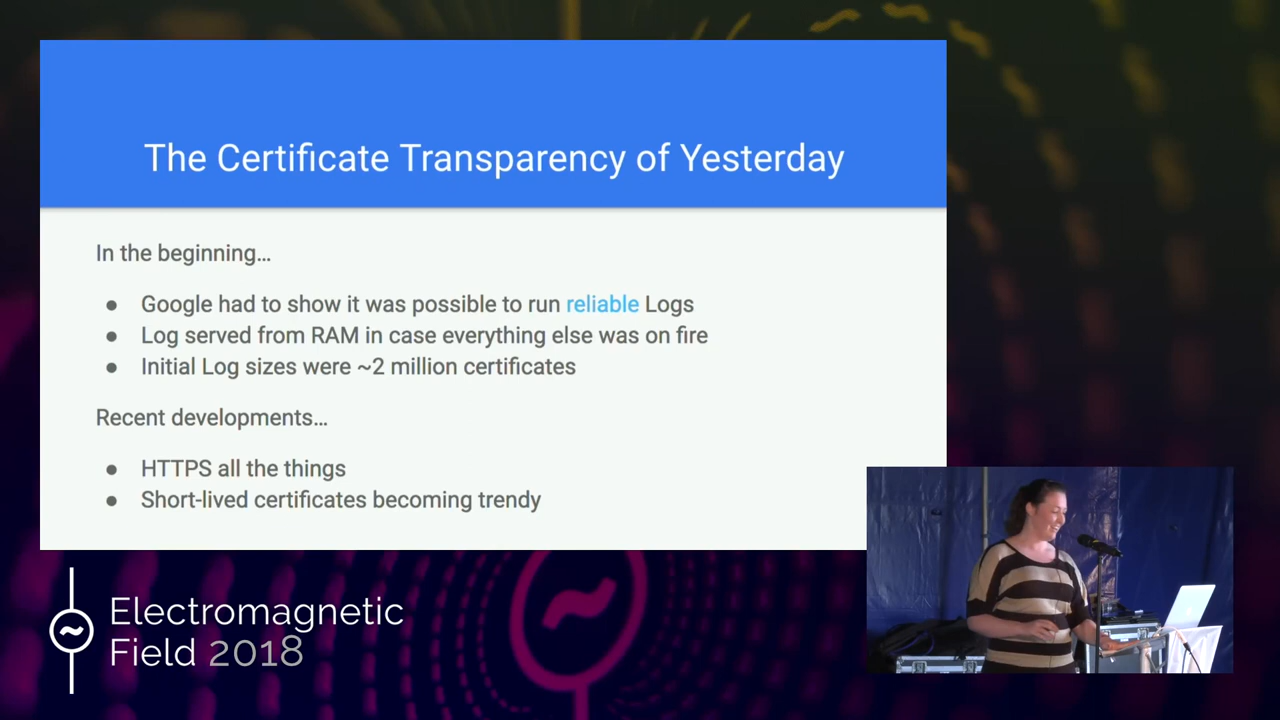 The Certificate Transparency of Yesterday
In the beginning…
● Google had to show it was possible to run reliable Logs
● Log served from RAM in case everything else was on fire
● Initial Log sizes were ~2 million certificates
Recent developments…
● HTTPS all the things
● Short-lived certificates becoming trendy
Electromagnetic
Field 2018